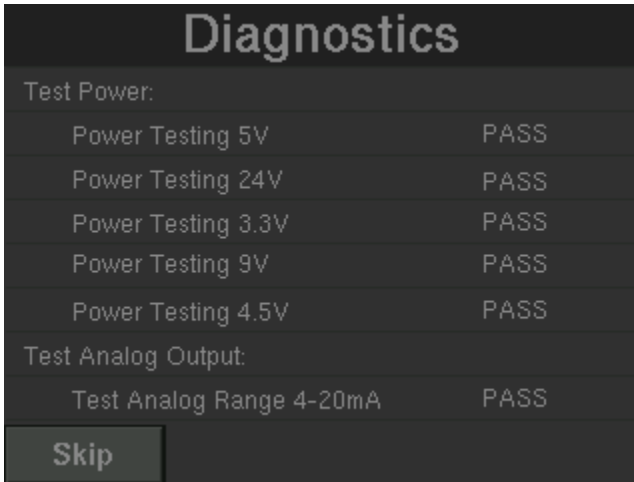 Diagnostics
Test Power:
Power Testing 5V PASS
Power Testing 24V PASS
Power Testing 3.3V PASS
Power Testing 9V PASS
Power Testing 4.5V PASS
Test Analog Output:
Test Analog Range 4-20mA PASS
Skip